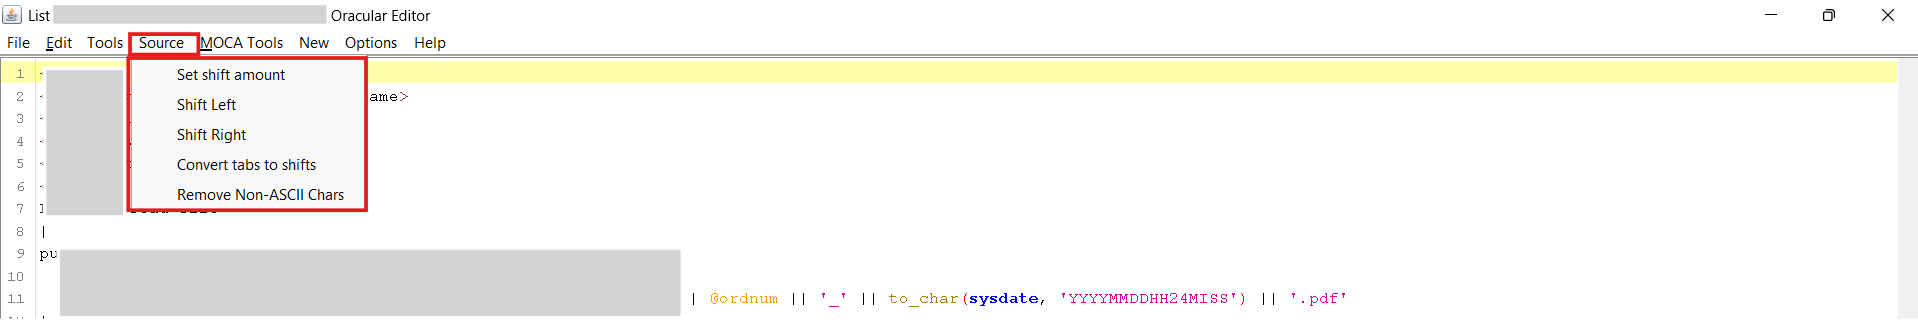 List Oracular Editor
File Edit Tools Source MOCA Tools New Options Help
Set shift amount
Shift Left
Shift Right
Convert tabs to shifts
Remove Non-ASCII Chars
1 <
2 < ame>
3 <
4 <
5 <
6 <
7
8 |
9 pu
10
11 | @ordnum || '_' || to_char(sysdate, 'YYYYMMDDHH24MISS') || '.pdf'